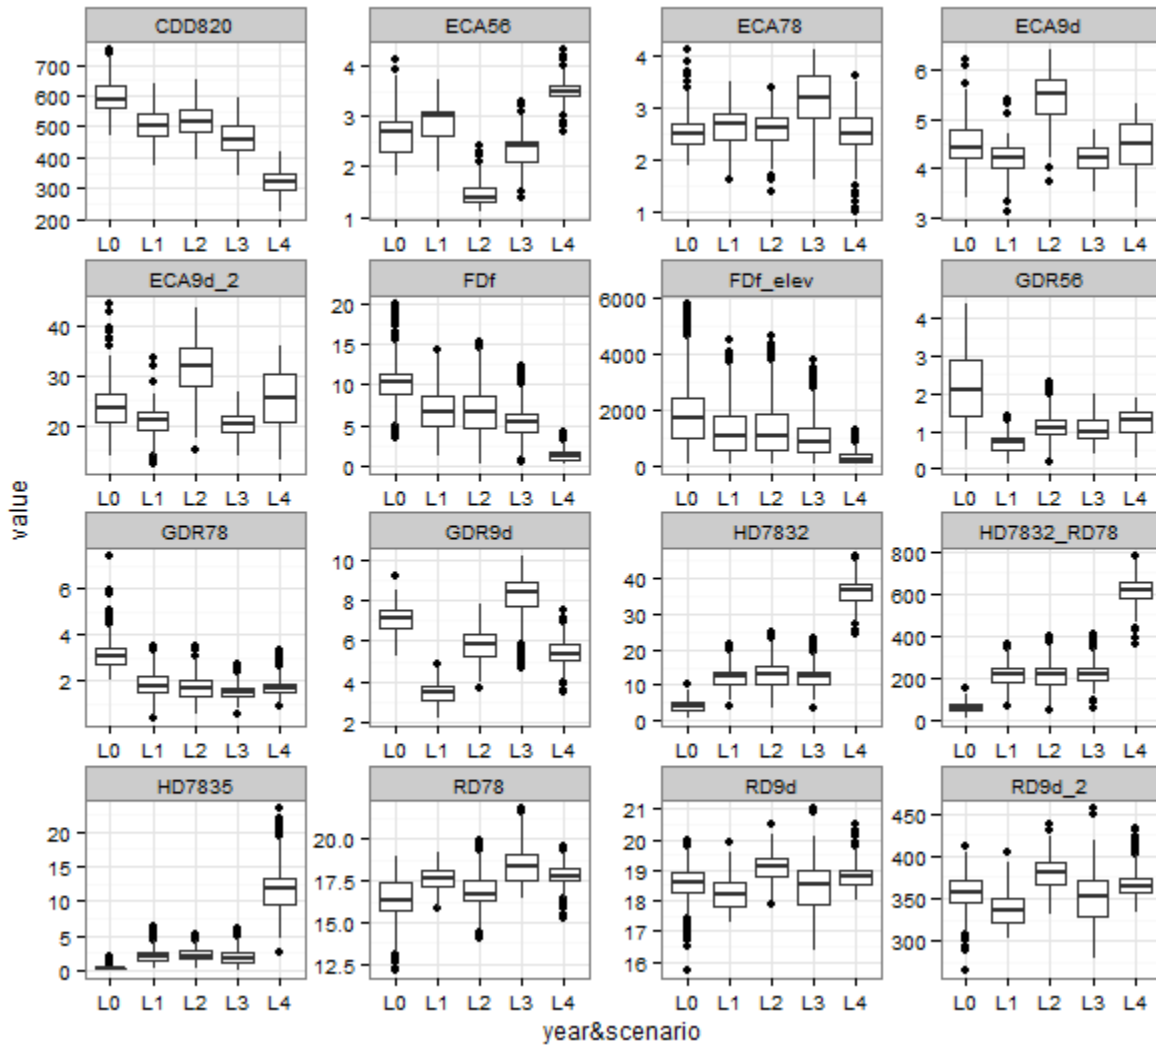 CDD820 ECA56 ECA78 ECA9d
700 600 500 400 300 200
4 3 2 1
4 3 2 1
6 5 4 3
L0 L1 L2 L3 L4 L0 L1 L2 L3 L4 L0 L1 L2 L3 L4 L0 L1 L2 L3 L4
ECA9d_2 FDf FDf_elev GDR56
40 30 20
20 15 10 5 0
6000 4000 2000 0
4 3 2 1 0
L0 L1 L2 L3 L4 L0 L1 L2 L3 L4 L0 L1 L2 L3 L4 L0 L1 L2 L3 L4
value
GDR78 GDR9d HD7832 HD7832_RD78
6 4 2
10 8 6 4 2
40 30 20 10 0
800 600 400 200 0
L0 L1 L2 L3 L4 L0 L1 L2 L3 L4 L0 L1 L2 L3 L4 L0 L1 L2 L3 L4
HD7835 RD78 RD9d RD9d_2
20 15 10 5 0
20.0 17.5 15.0 12.5
21 20 19 18 17 16
450 400 350 300
L0 L1 L2 L3 L4 L0 L1 L2 L3 L4 L0 L1 L2 L3 L4 L0 L1 L2 L3 L4
year&scenario